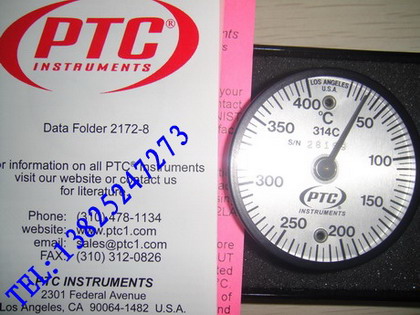 PTC®
INSTRUMENTS
Data Folder 2172-8
or information on all PTC® Instruments
visit our website or contact us
for literature
Phone: (310) 478-1134
website: www.ptc1.com
email: sales@ptc1.com
FAX: (310) 312-0826
PTC INSTRUMENTS
2301 Federal Avenue
Los Angeles, CA 90064-1482 U.S.A.
TEL: 13825247273
LOS ANGELES
U.S.A.
°C
314C
S/N
400
50
350
100
300
150
250
200
PTC®
INSTRUMENTS